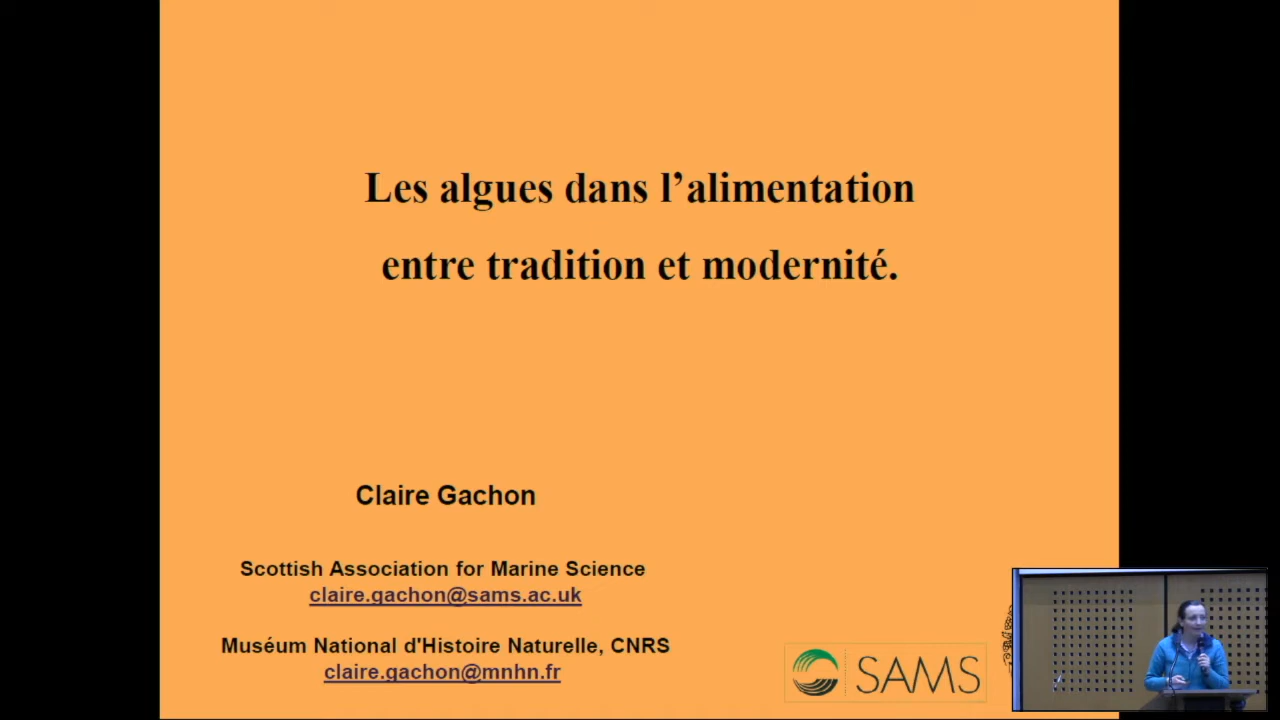 Les algues dans l’alimentation
entre tradition et modernité.
Claire Gachon
Scottish Association for Marine Science
claire.gachon@sams.ac.uk
Muséum National d'Histoire Naturelle, CNRS
claire.gachon@mnhn.fr
SAMS